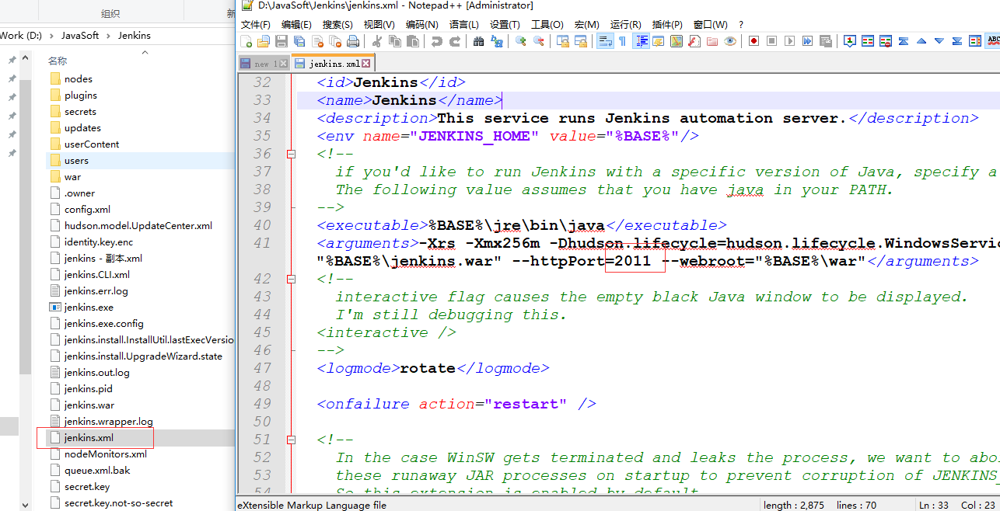 组织
新
Work (D:) › JavaSoft › Jenkins
名称
nodes
plugins
secrets
updates
userContent
users
war
.owner
config.xml
hudson.model.UpdateCenter.xml
identity.key.enc
jenkins - 副本.xml
jenkins.CLI.xml
jenkins.err.log
jenkins.exe
jenkins.exe.config
jenkins.install.InstallUtil.lastExecVersio
jenkins.install.UpgradeWizard.state
jenkins.out.log
jenkins.pid
jenkins.war
jenkins.wrapper.log
jenkins.xml
nodeMonitors.xml
queue.xml.bak
secret.key
secret.key.not-so-secret
D:\JavaSoft\Jenkins\jenkins.xml - Notepad++ [Administrator]
文件(F) 编辑(E) 搜索(S) 视图(V) 编码(N) 语言(L) 设置(T) 工具(O) 宏(M) 运行(R) 插件(P) 窗口(W) ?
ABC
new 1 jenkins.xml
32 <id>Jenkins</id>
33 <name>Jenkins</name>
34 <description>This service runs Jenkins automation server.</description>
35 <env name="JENKINS_HOME" value="%BASE%"/>
36 <!--
37 if you'd like to run Jenkins with a specific version of Java, specify a
38 The following value assumes that you have java in your PATH.
39 -->
40 <executable>%BASE%\jre\bin\java</executable>
41 <arguments>-Xrs -Xmx256m -Dhudson.lifecycle=hudson.lifecycle.WindowsServic
"%BASE%\jenkins.war" --httpPort=2011 --webroot="%BASE%\war"</arguments>
42 <!--
43 interactive flag causes the empty black Java window to be displayed.
44 I'm still debugging this.
45 <interactive />
46 -->
47 <logmode>rotate</logmode>
48
49 <onfailure action="restart" />
50
51 <!--
52 In the case WinSW gets terminated and leaks the process, we want to abo
53 these runaway JAR processes on startup to prevent corruption of JENKINS_
54 So this extension is enabled by default
eXtensible Markup Language file length : 2,875 lines : 70 Ln : 33 Col : 23